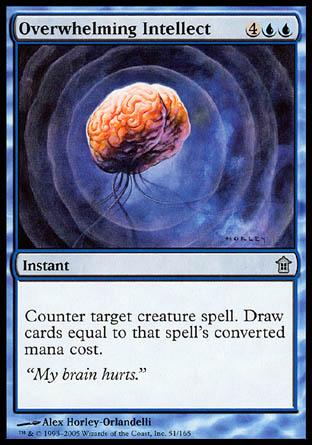 Overwhelming Intellect 4
HORLEY
Instant
Counter target creature spell. Draw
cards equal to that spell's converted
mana cost.
"My brain hurts."
Alex Horley-Orlandelli
™ & © 1993–2005 Wizards of the Coast, Inc. 51/165